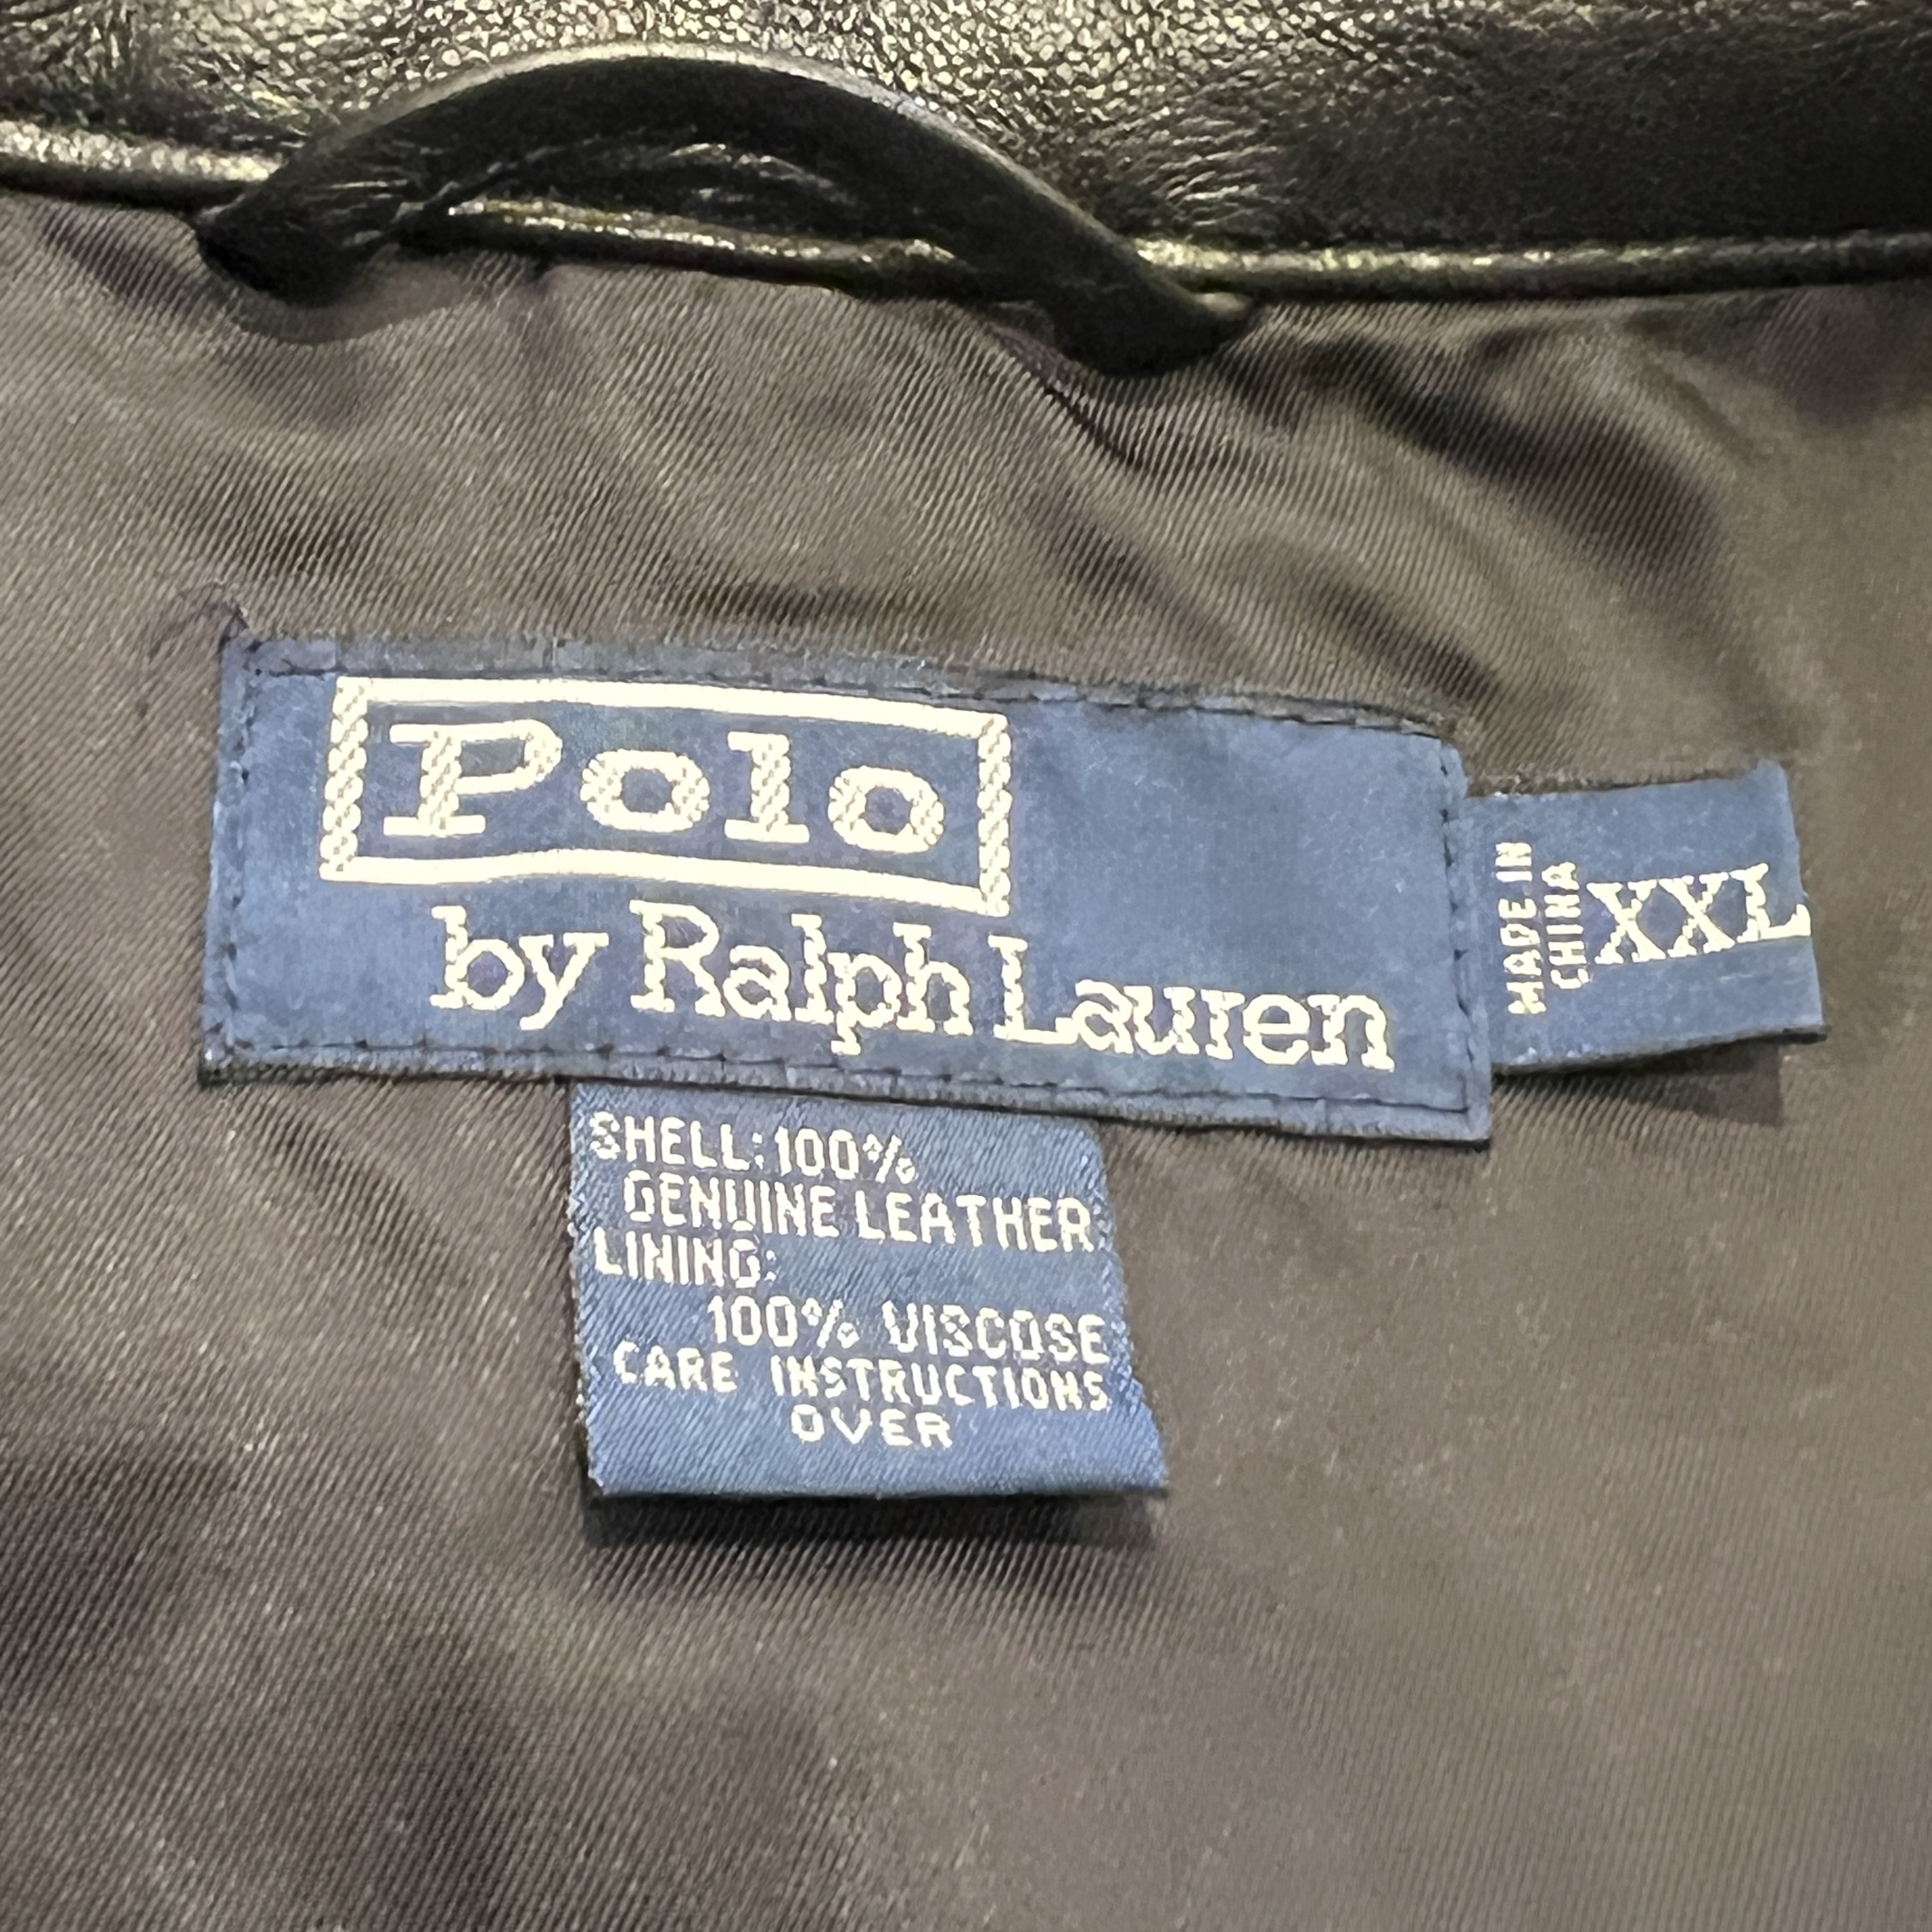 Polo
by Ralph Lauren
MADE IN
CHINA
XXL
SHELL: 100%
GENUINE LEATHER
LINING:
100% VISCOSE
CARE INSTRUCTIONS
OVER